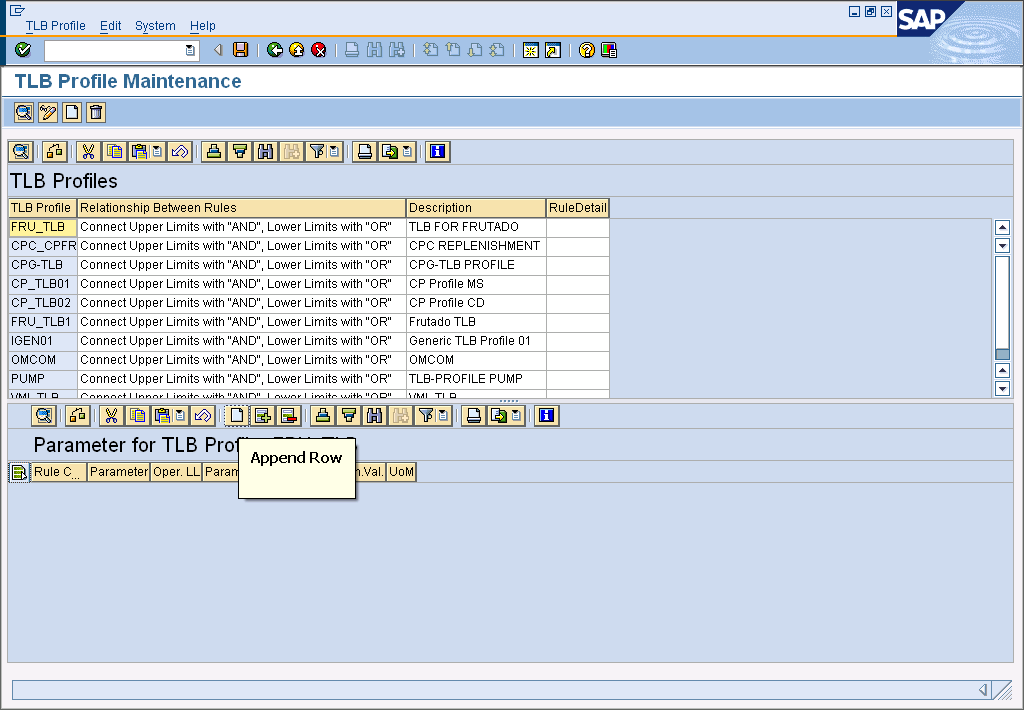 TLB Profile Edit System Help
SAP
TLB Profile Maintenance
TLB Profiles
TLB Profile Relationship Between Rules Description RuleDetail
FRU_TLB Connect Upper Limits with "AND", Lower Limits with "OR" TLB FOR FRUTADO
CPC_CPFR Connect Upper Limits with "AND", Lower Limits with "OR" CPC REPLENISHMENT
CPG-TLB Connect Upper Limits with "AND", Lower Limits with "OR" CPG-TLB PROFILE
CP_TLB01 Connect Upper Limits with "AND", Lower Limits with "OR" CP Profile MS
CP_TLB02 Connect Upper Limits with "AND", Lower Limits with "OR" CP Profile CD
FRU_TLB1 Connect Upper Limits with "AND", Lower Limits with "OR" Frutado TLB
IGEN01 Connect Upper Limits with "AND", Lower Limits with "OR" Generic TLB Profile 01
OMCOM Connect Upper Limits with "AND", Lower Limits with "OR" OMCOM
PUMP Connect Upper Limits with "AND", Lower Limits with "OR" TLB-PROFILE PUMP
VMI_TLB Connect Upper Limits with "AND", Lower Limits with "OR" VMI_TLB
Parameter for TLB Profile FRU_TLB
Append Row
Rule C... Parameter Oper. LL Param n.Val. UoM